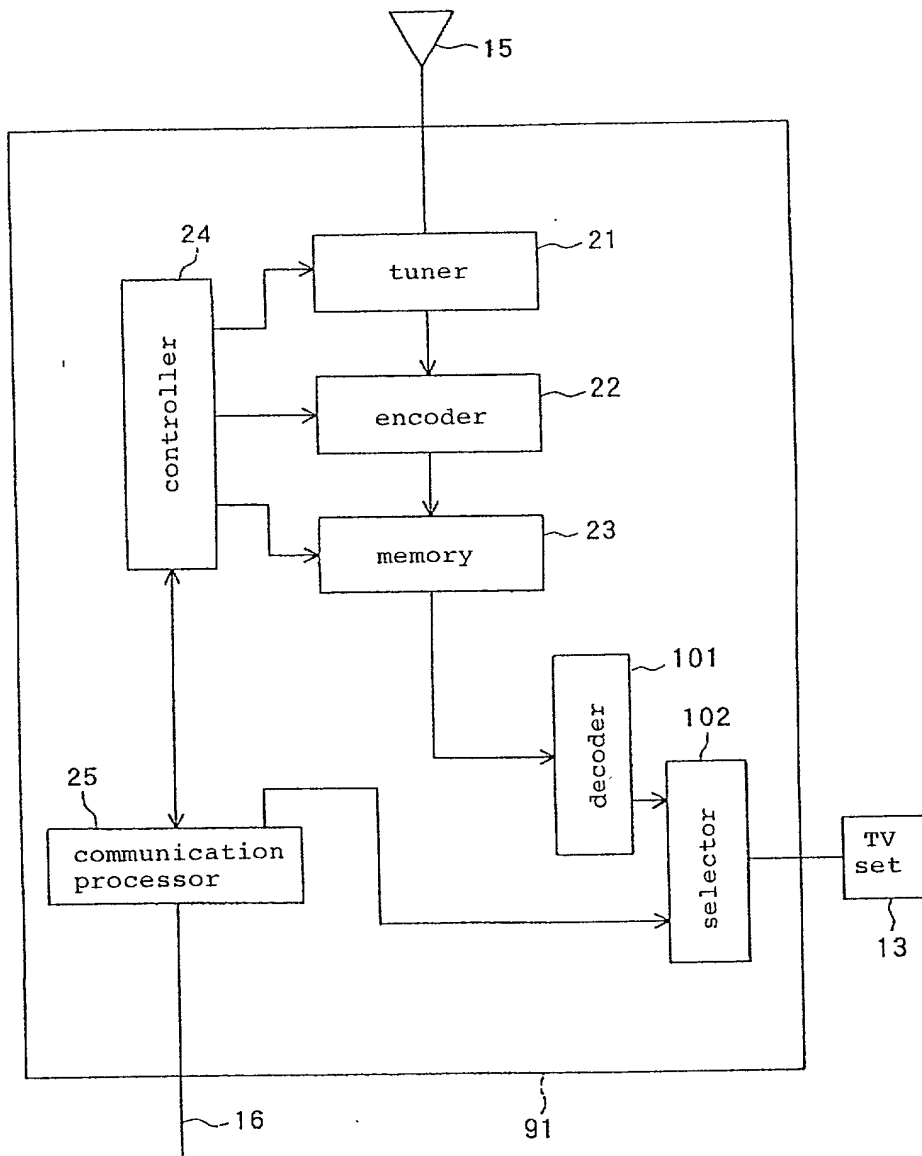 15
24
21
tuner
controller
22
encoder
23
memory
101
decoder
102
25
communication
processor
selector
TV
set
13
16
91